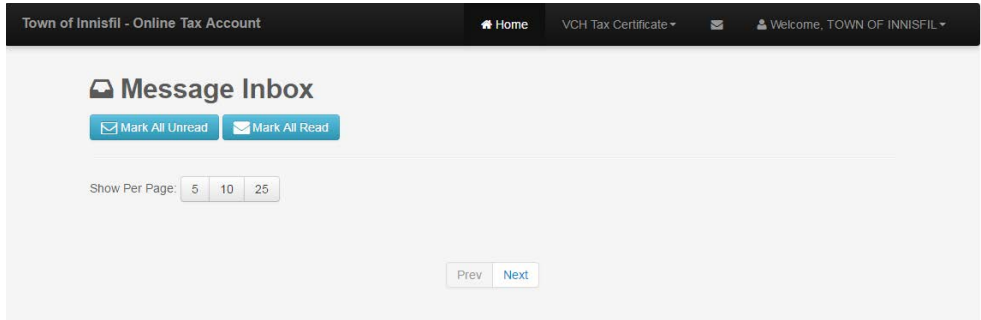 Town of Innisfil - Online Tax Account Home VCH Tax Certificate Welcome, TOWN OF INNISFIL
Message Inbox
Mark All Unread Mark All Read
Show Per Page: 5 10 25
Prev Next